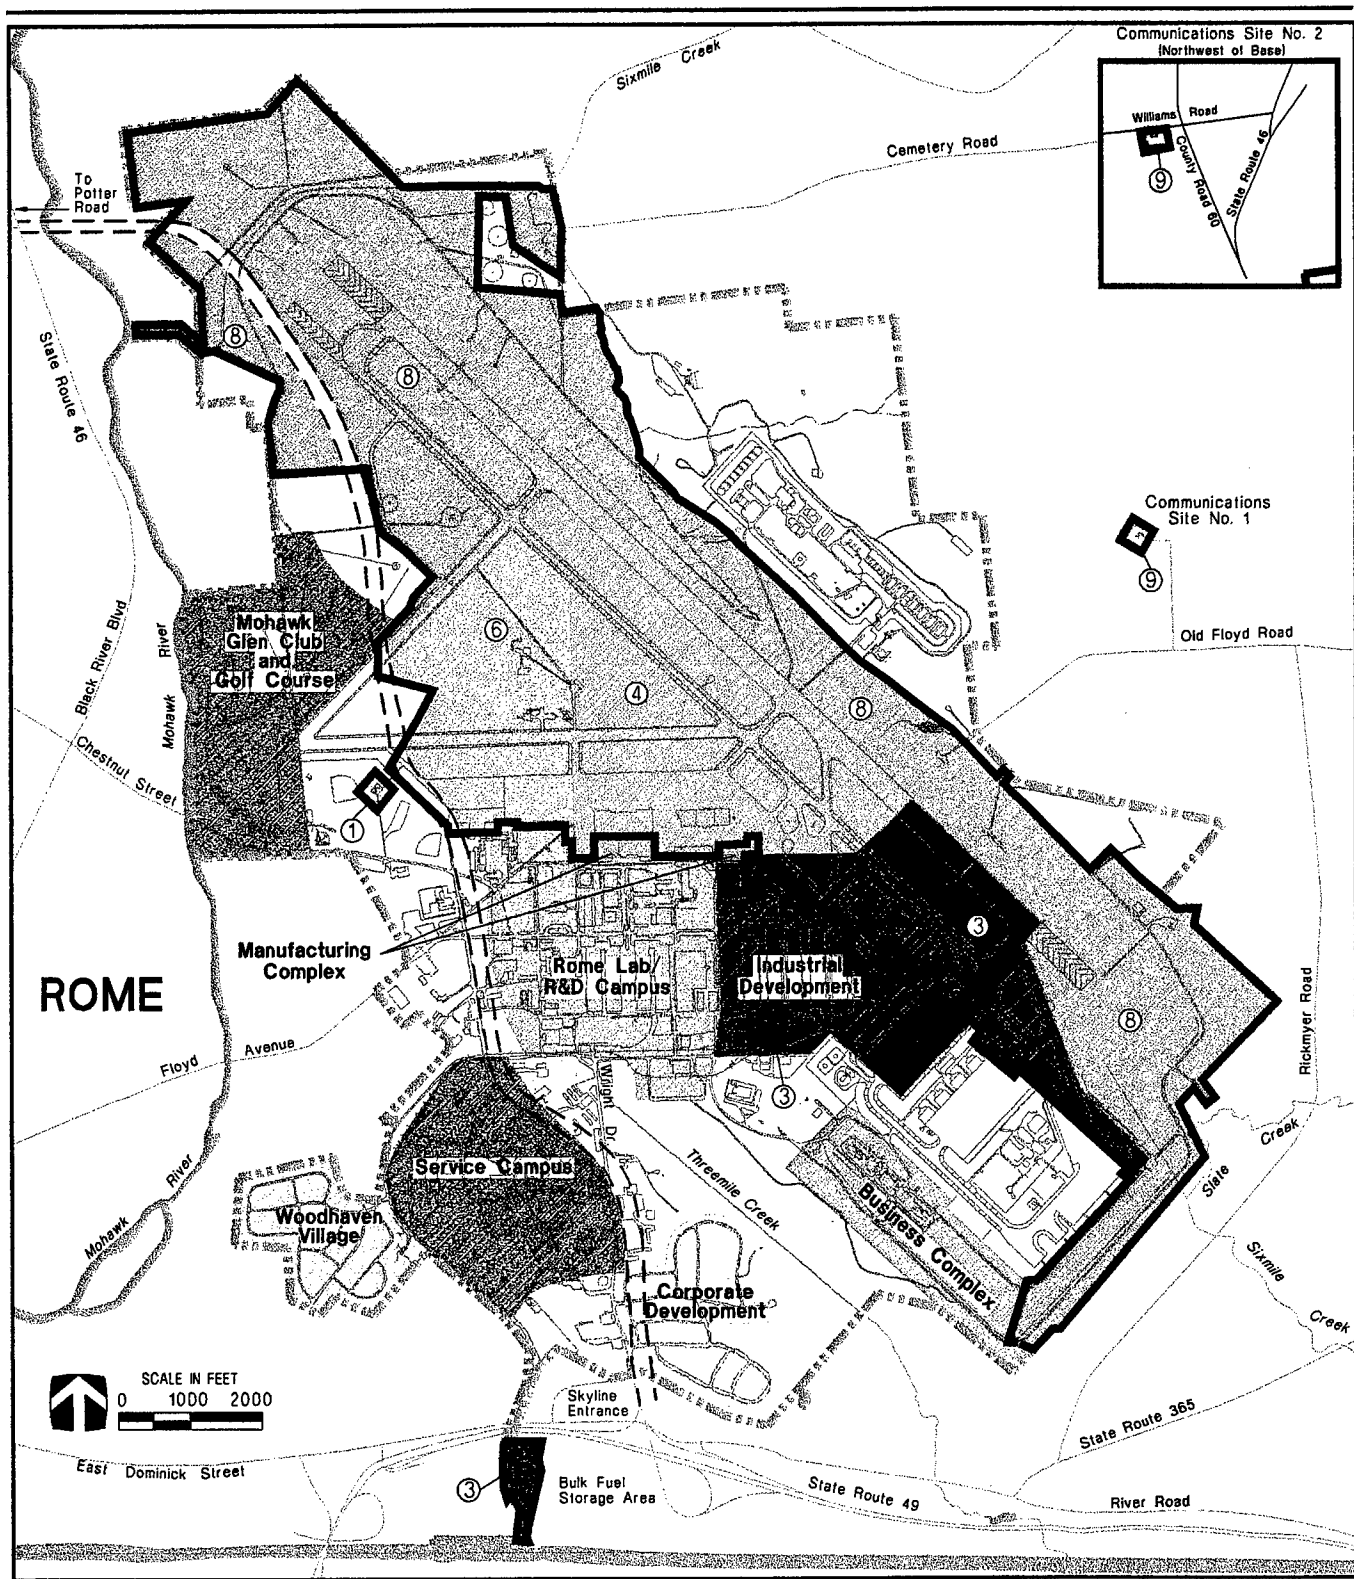 Communications Site No. 2
(Northwest of Base)
Sixmile Creek
Williams Road
Cemetery Road
County Road 60
State Route 46
9
To
Potter
Road
8
State Route 46
8
Communications
Site No. 1
9
Black River Blvd
Mohawk River
Mohawk
Glen Club
and
Golf Course
6
Old Floyd Road
4
8
Chestnut Street
1
3
Manufacturing
Complex
Rome Lab/
R&D Campus
Industrial
Development
ROME
8
Rickmyer Road
Floyd Avenue
Wright Dr.
3
Slate Creek
Service Campus
Threemile Creek
Mohawk River
Woodhaven
Village
Business Complex
Sixmile Creek
Corporate
Development
SCALE IN FEET
0 1000 2000
Skyline
Entrance
State Route 365
East Dominick Street
3
Bulk Fuel
Storage Area
State Route 49
River Road